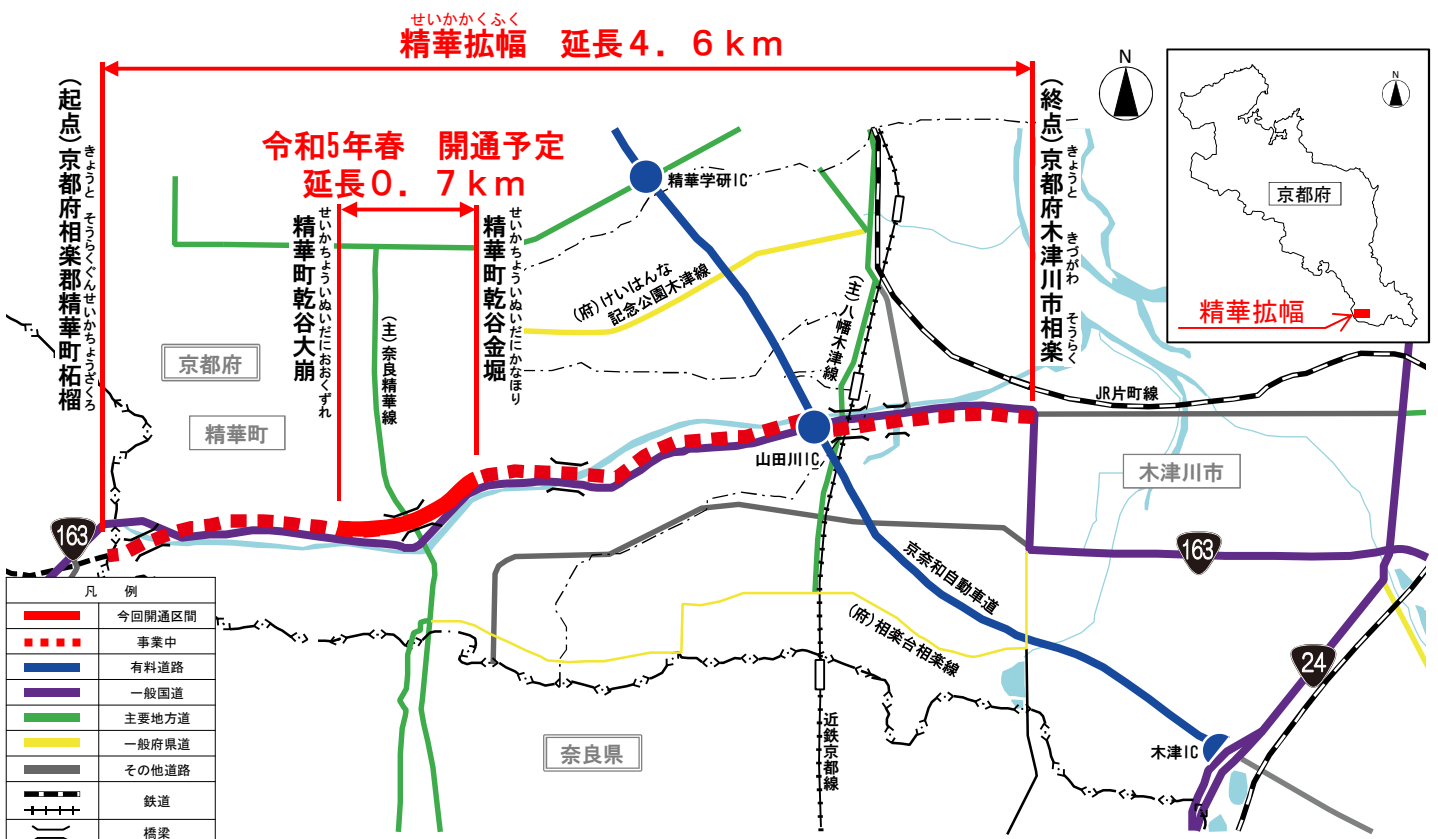 せいかかくふく
精華拡幅　延長４．６ｋｍ
令和5年春　開通予定
延長０．７ｋｍ
(起点)京都府相楽郡精華町柘榴
きょうと　そうらくぐんせいかちょうざくろ
精華町乾谷大崩
せいかちょういぬいだにおおくずれ
精華町乾谷金堀
せいかちょういぬいだにかなほり
(終点)京都府木津川市相楽
きょうと　きづがわ　そうらく
N
N
京都府
精華拡幅
精華学研IC
(府)けいはんな
記念公園木津線
(主)八幡木津線
(主)奈良精華線
京都府
精華町
JR片町線
山田川IC
木津川市
163
163
京奈和自動車道
(府)相楽台相楽線
24
近鉄京都線
奈良県
木津IC
凡　例
今回開通区間
事業中
有料道路
一般国道
主要地方道
一般府県道
その他道路
鉄道
橋梁